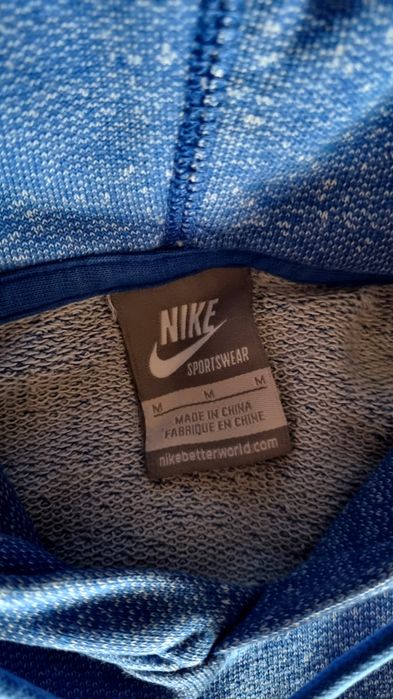 NIKE
SPORTSWEAR
M M M
MADE IN CHINA
FABRIQUE EN CHINE
nikebetterworld.com